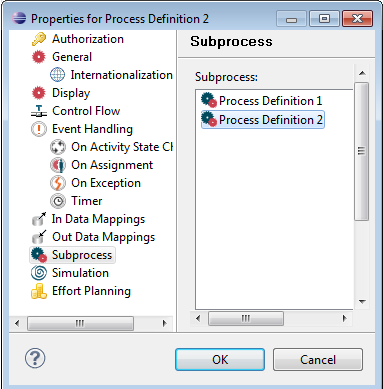 Properties for Process Definition 2
Authorization
General
Internationalization
Display
Control Flow
Event Handling
On Activity State Ch
On Assignment
On Exception
Timer
In Data Mappings
Out Data Mappings
Subprocess
Simulation
Effort Planning
Subprocess
Subprocess:
Process Definition 1
Process Definition 2
?
OK
Cancel